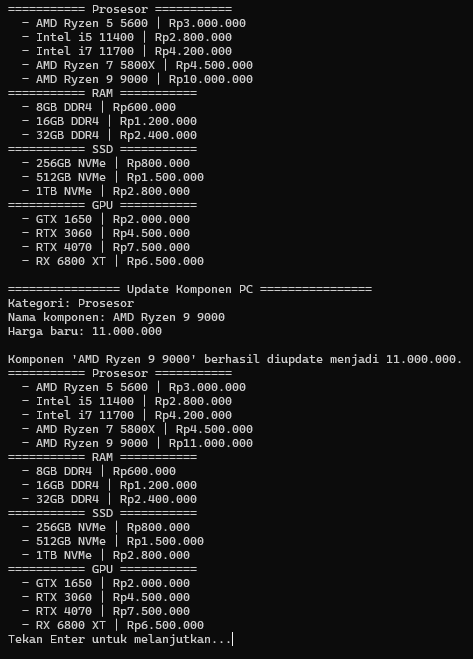 =========== Prosesor ===========
- AMD Ryzen 5 5600 | Rp3.000.000
- Intel i5 11400 | Rp2.800.000
- Intel i7 11700 | Rp4.200.000
- AMD Ryzen 7 5800X | Rp4.500.000
- AMD Ryzen 9 9000 | Rp10.000.000
=========== RAM ===========
- 8GB DDR4 | Rp600.000
- 16GB DDR4 | Rp1.200.000
- 32GB DDR4 | Rp2.400.000
=========== SSD ===========
- 256GB NVMe | Rp800.000
- 512GB NVMe | Rp1.500.000
- 1TB NVMe | Rp2.800.000
=========== GPU ===========
- GTX 1650 | Rp2.000.000
- RTX 3060 | Rp4.500.000
- RTX 4070 | Rp7.500.000
- RX 6800 XT | Rp6.500.000
================ Update Komponen PC ================
Kategori: Prosesor
Nama komponen: AMD Ryzen 9 9000
Harga baru: 11.000.000
Komponen 'AMD Ryzen 9 9000' berhasil diupdate menjadi 11.000.000.
=========== Prosesor ===========
- AMD Ryzen 5 5600 | Rp3.000.000
- Intel i5 11400 | Rp2.800.000
- Intel i7 11700 | Rp4.200.000
- AMD Ryzen 7 5800X | Rp4.500.000
- AMD Ryzen 9 9000 | Rp11.000.000
=========== RAM ===========
- 8GB DDR4 | Rp600.000
- 16GB DDR4 | Rp1.200.000
- 32GB DDR4 | Rp2.400.000
=========== SSD ===========
- 256GB NVMe | Rp800.000
- 512GB NVMe | Rp1.500.000
- 1TB NVMe | Rp2.800.000
=========== GPU ===========
- GTX 1650 | Rp2.000.000
- RTX 3060 | Rp4.500.000
- RTX 4070 | Rp7.500.000
- RX 6800 XT | Rp6.500.000
Tekan Enter untuk melanjutkan...